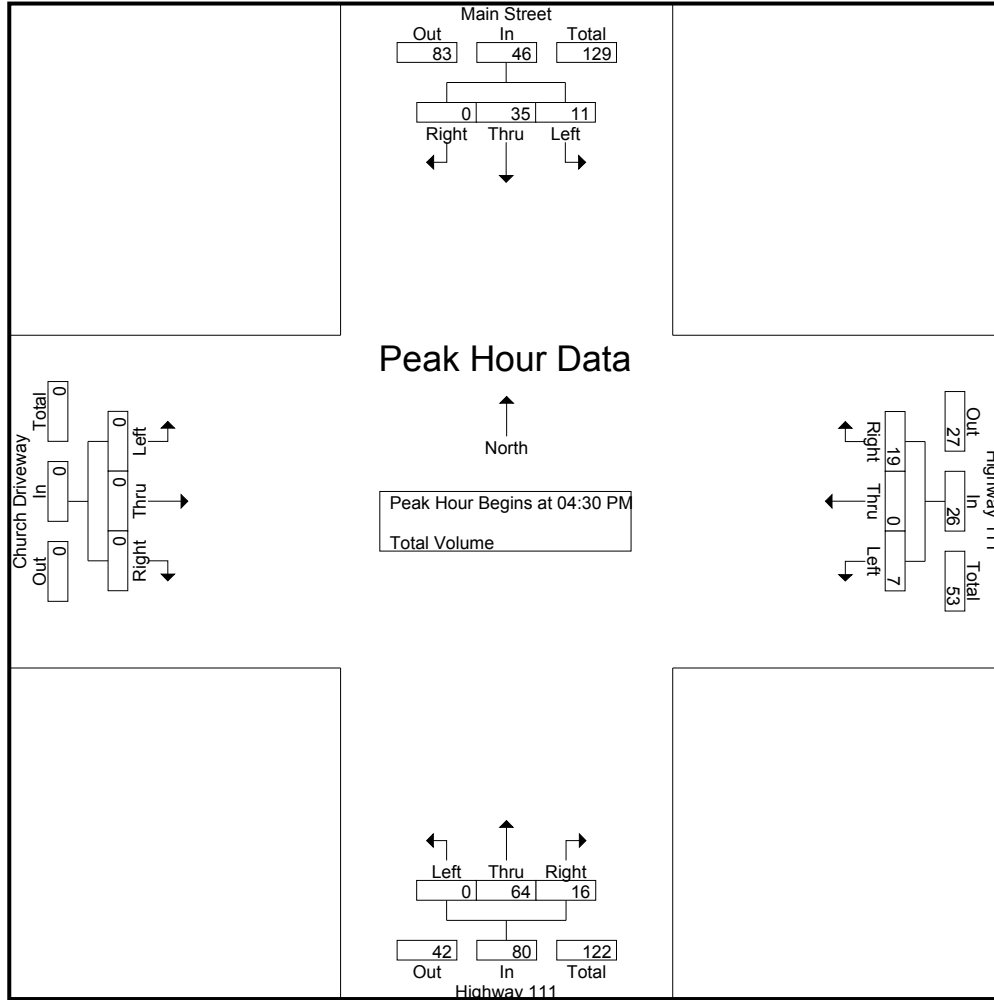 Main Street
Out In Total
83 46 129
0 35 11
Right Thru Left
Peak Hour Data
North
Peak Hour Begins at 04:30 PM
Total Volume
Church Driveway
Out In Total
0 0 0
0 0 0
Right Thru Left
Highway 111
Out In Total
27 26 53
19 0 7
Right Thru Left
Left Thru Right
0 64 16
42 80 122
Out In Total
Highway 111